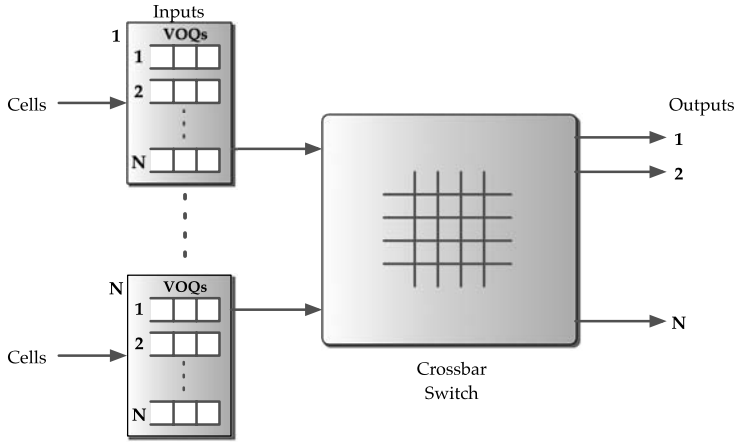 Inputs
1
VOQs
1
2
N
Cells
N
VOQs
1
2
N
Cells
Crossbar
Switch
Outputs
1
2
N